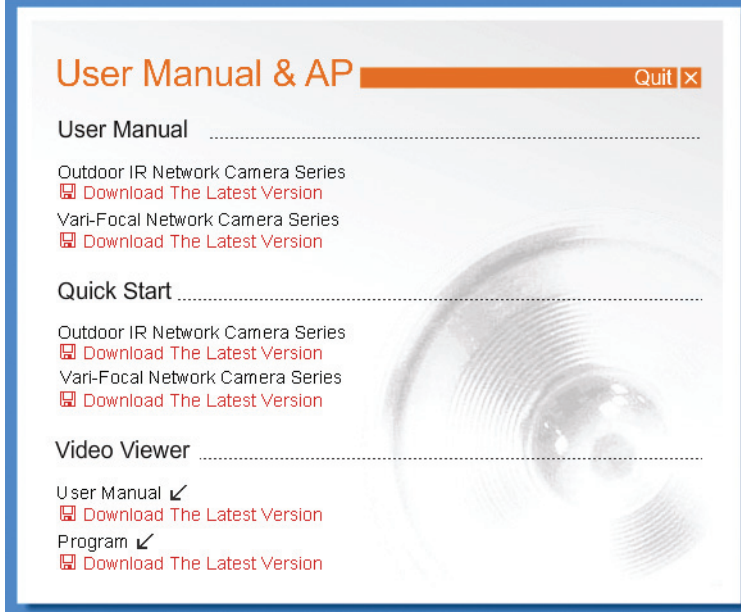 User Manual & AP Quit
User Manual
Outdoor IR Network Camera Series
Download The Latest Version
Vari-Focal Network Camera Series
Download The Latest Version
Quick Start
Outdoor IR Network Camera Series
Download The Latest Version
Vari-Focal Network Camera Series
Download The Latest Version
Video Viewer
User Manual
Download The Latest Version
Program
Download The Latest Version